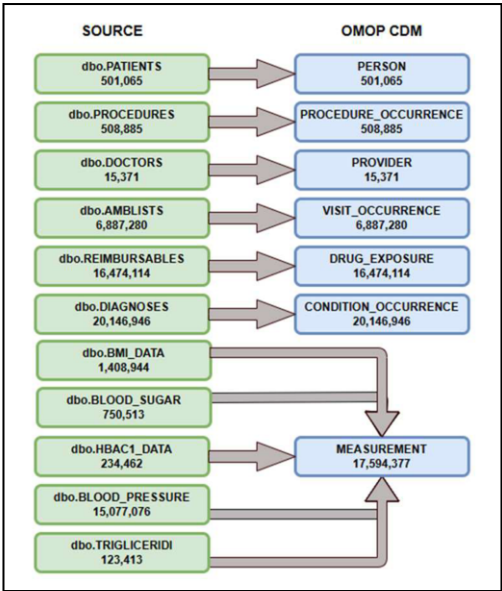 SOURCE OMOP CDM
dbo.PATIENTS
501,065
PERSON
501,065
dbo.PROCEDURES
508,885
PROCEDURE_OCCURRENCE
508,885
dbo.DOCTORS
15,371
PROVIDER
15,371
dbo.AMBLISTS
6,887,280
VISIT_OCCURRENCE
6,887,280
dbo.REIMBURSABLES
16,474,114
DRUG_EXPOSURE
16,474,114
dbo.DIAGNOSES
20,146,946
CONDITION_OCCURRENCE
20,146,946
dbo.BMI_DATA
1,408,944
dbo.BLOOD_SUGAR
750,513
dbo.HBAC1_DATA
234,462
MEASUREMENT
17,594,377
dbo.BLOOD_PRESSURE
15,077,076
dbo.TRIGLICERIDI
123,413